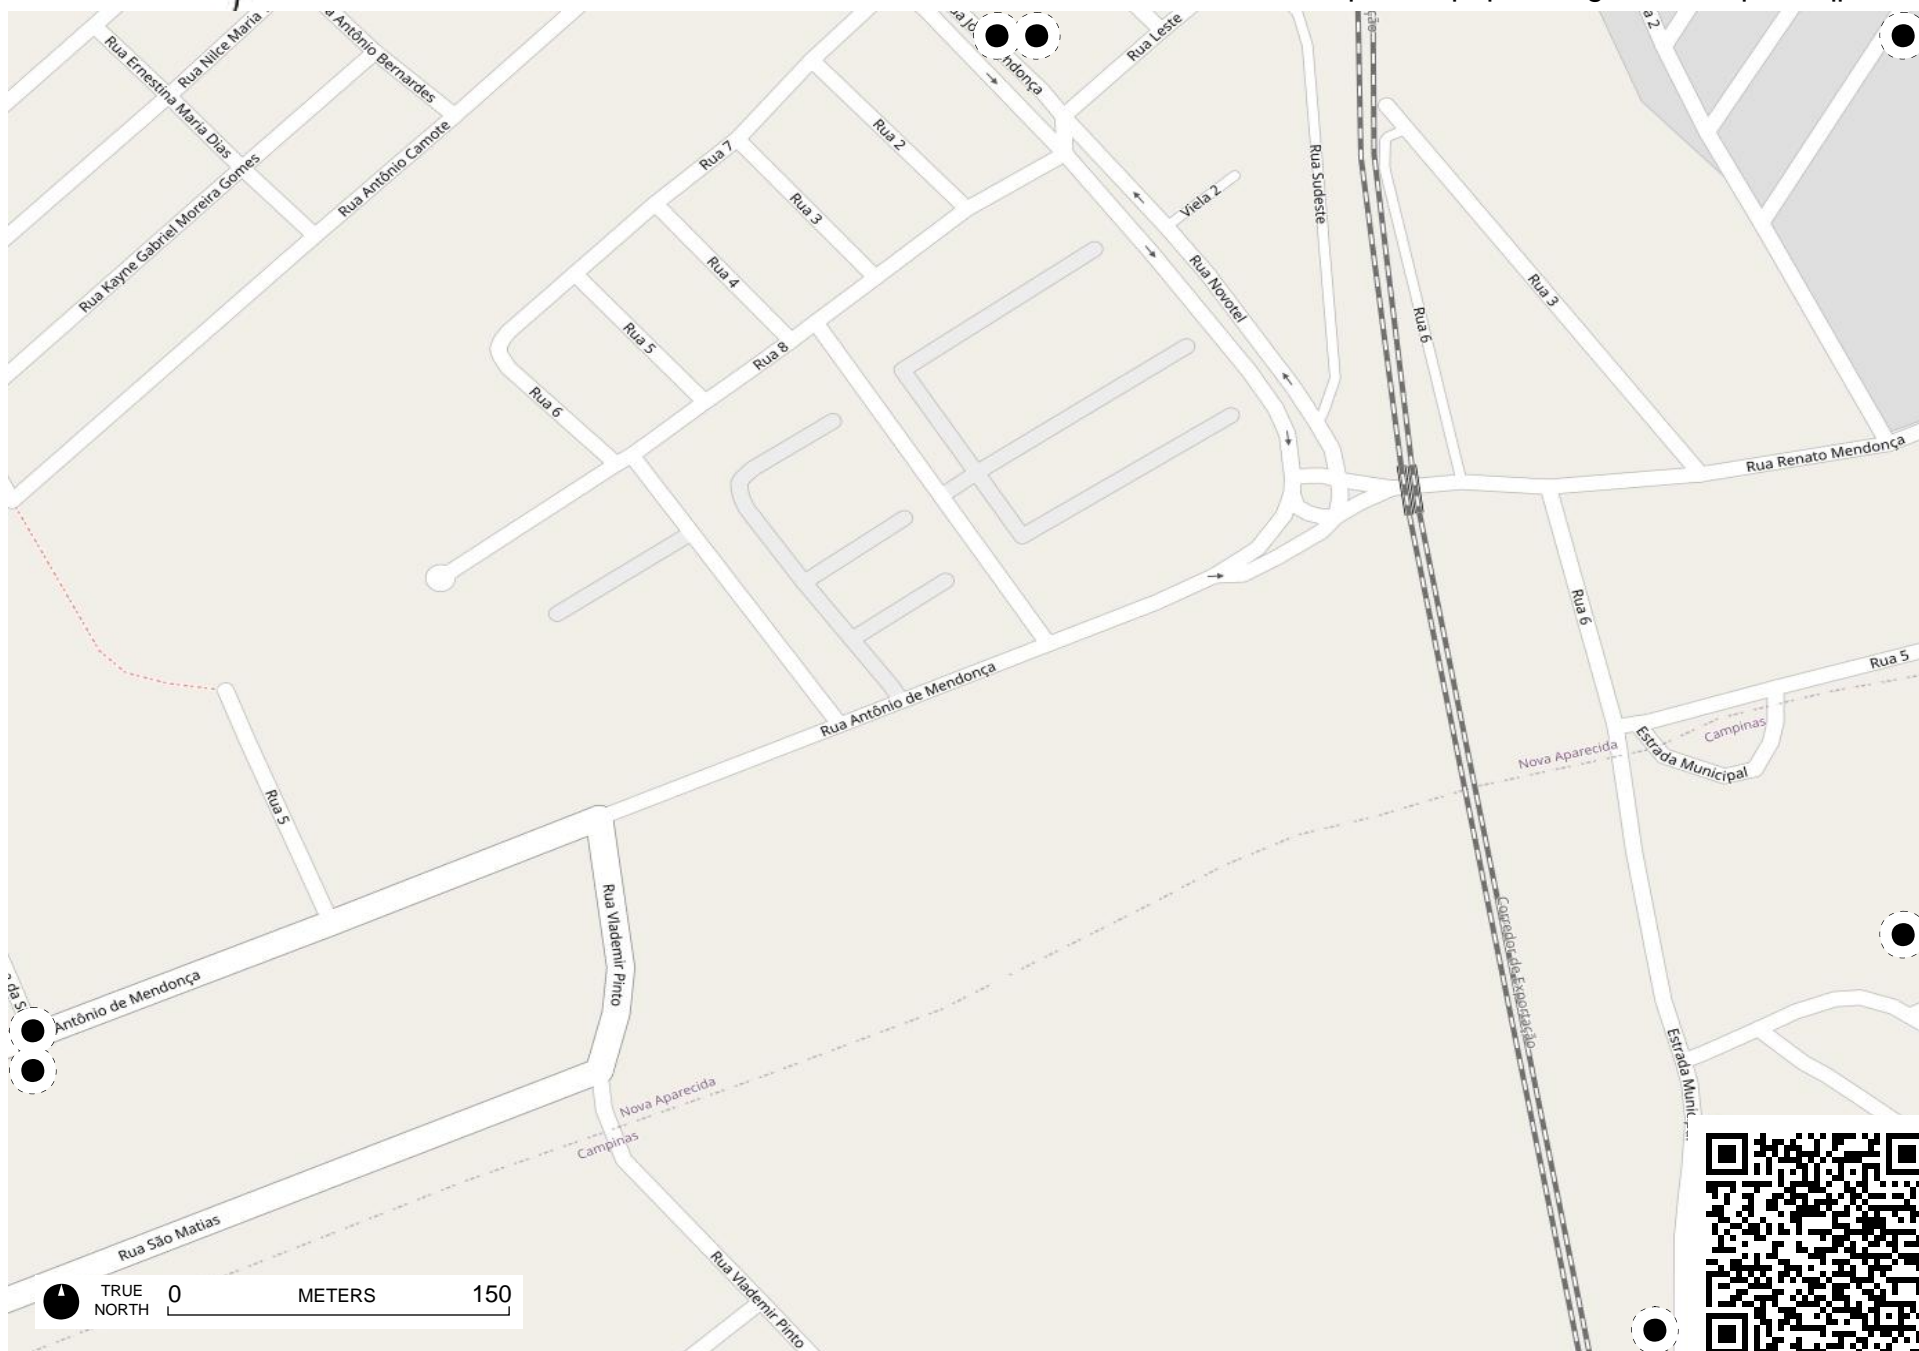 Rua Nilce Maria
Antônio Bernardes
Rua Ernestina Maria Dias
Rua Kayne Gabriel Moreira Gomes
Rua Antônio Camote
Rua Leste
ndonça
Rua 2
Rua 7
Rua 3
Rua 4
Rua 5
Rua 6
Rua 8
Viela 2
Rua Novotel
Rua Sudeste
Rua 6
Rua 3
Rua Renato Mendonça
Rua 6
Rua 5
Nova Aparecida
Campinas
Estrada Municipal
Rua Antônio de Mendonça
Rua 5
Rua Vlademir Pinto
Antônio de Mendonça
Corredor de Exportação
Nova Aparecida
Campinas
Rua São Matias
Rua Vlademir Pinto
TRUE
NORTH
0 METERS 150